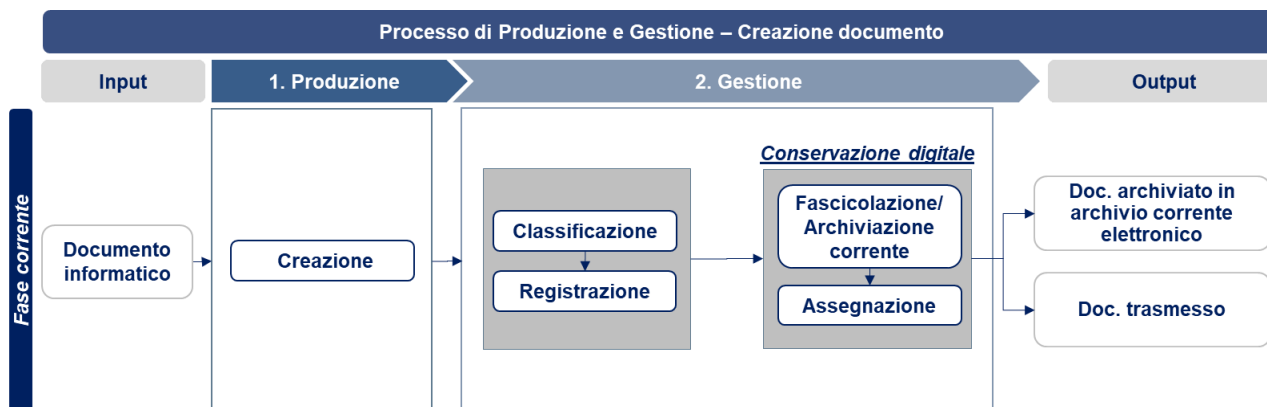 Processo di Produzione e Gestione – Creazione documento
Input
1. Produzione
2. Gestione
Output
Fase corrente
Documento
informatico
Creazione
Classificazione
Registrazione
Conservazione digitale
Fascicolazione/
Archiviazione
corrente
Assegnazione
Doc. archiviato in
archivio corrente
elettronico
Doc. trasmesso